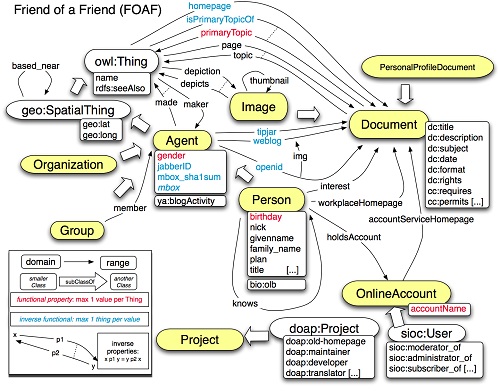 Friend of a Friend (FOAF)
homepage
isPrimaryTopicOf
primaryTopic
page
topic
owl:Thing
name
rdfs:seeAlso
based_near
depiction
depicts
thumbnail
PersonalProfileDocument
geo:SpatialThing
geo:lat
geo:long
made
maker
Image
Document
dc:title
dc:description
dc:subject
dc:date
dc:format
dc:rights
cc:requires
cc:permits [...]
Agent
gender
jabberID
mbox_sha1sum
mbox
ya:blogActivity
tipjar
weblog
openid
img
Organization
member
Group
Person
birthday
nick
givenname
family_name
plan
title [...]
bio:olb
knows
interest
workplaceHomepage
accountServiceHomepage
holdsAccount
OnlineAccount
accountName
sioc:User
sioc:moderator_of
sioc:administrator_of
sioc:subscriber_of [...]
Project
doap:Project
doap:old-homepage
doap:maintainer
doap:developer
doap:translator [...]
domain
range
smaller
Class
subClassOf
another
Class
functional property: max 1 value per Thing
inverse functional: max 1 thing per value
x
p1
p2
y
inverse
properties:
x p1 y = y p2 x